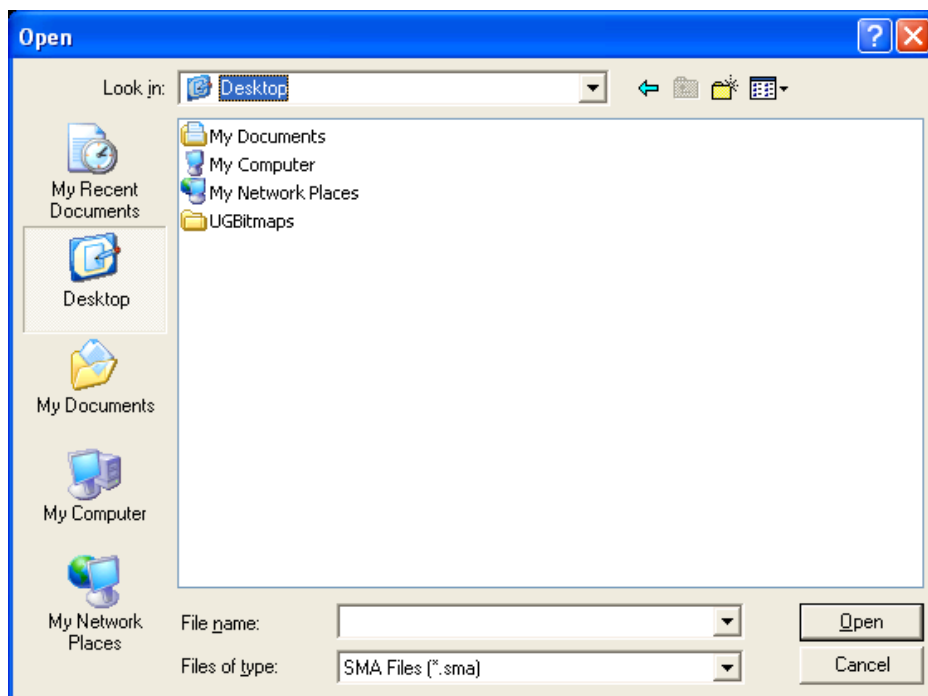 Open
Look in:
Desktop
My Recent
Documents
Desktop
My Documents
My Computer
My Network
Places
My Documents
My Computer
My Network Places
UGBitmaps
File name:
Open
Files of type:
SMA Files (*.sma)
Cancel